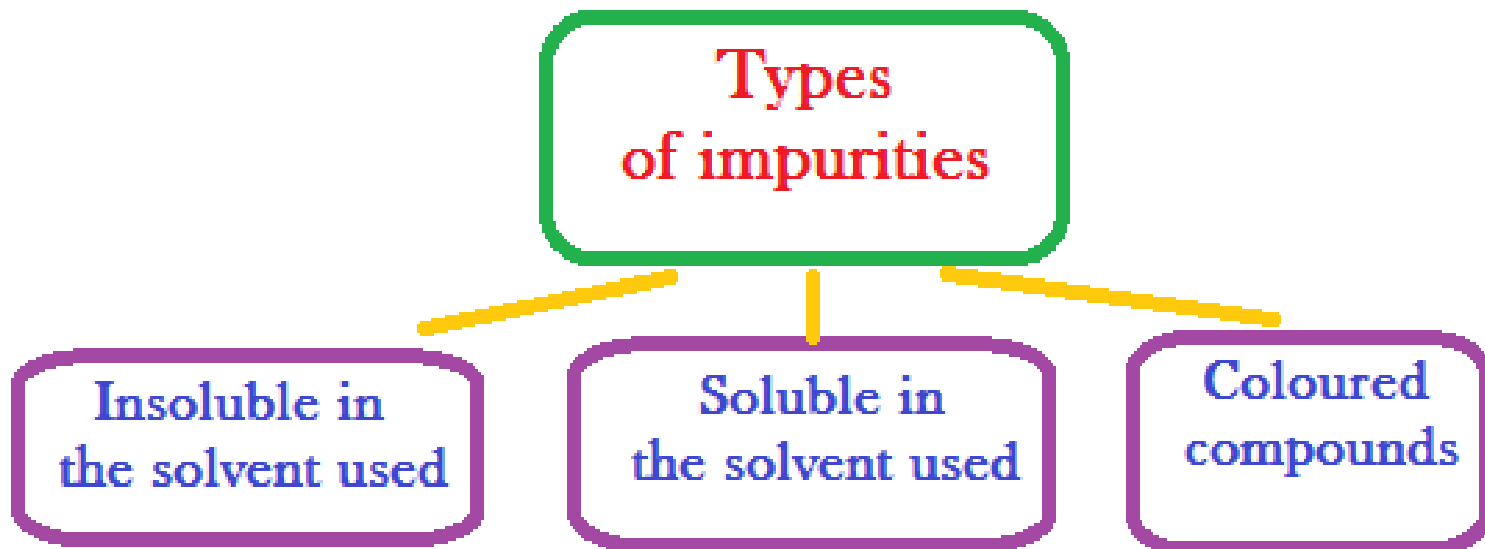 Types
of impurities
Insoluble in
the solvent used
Soluble in
the solvent used
Coloured
compounds